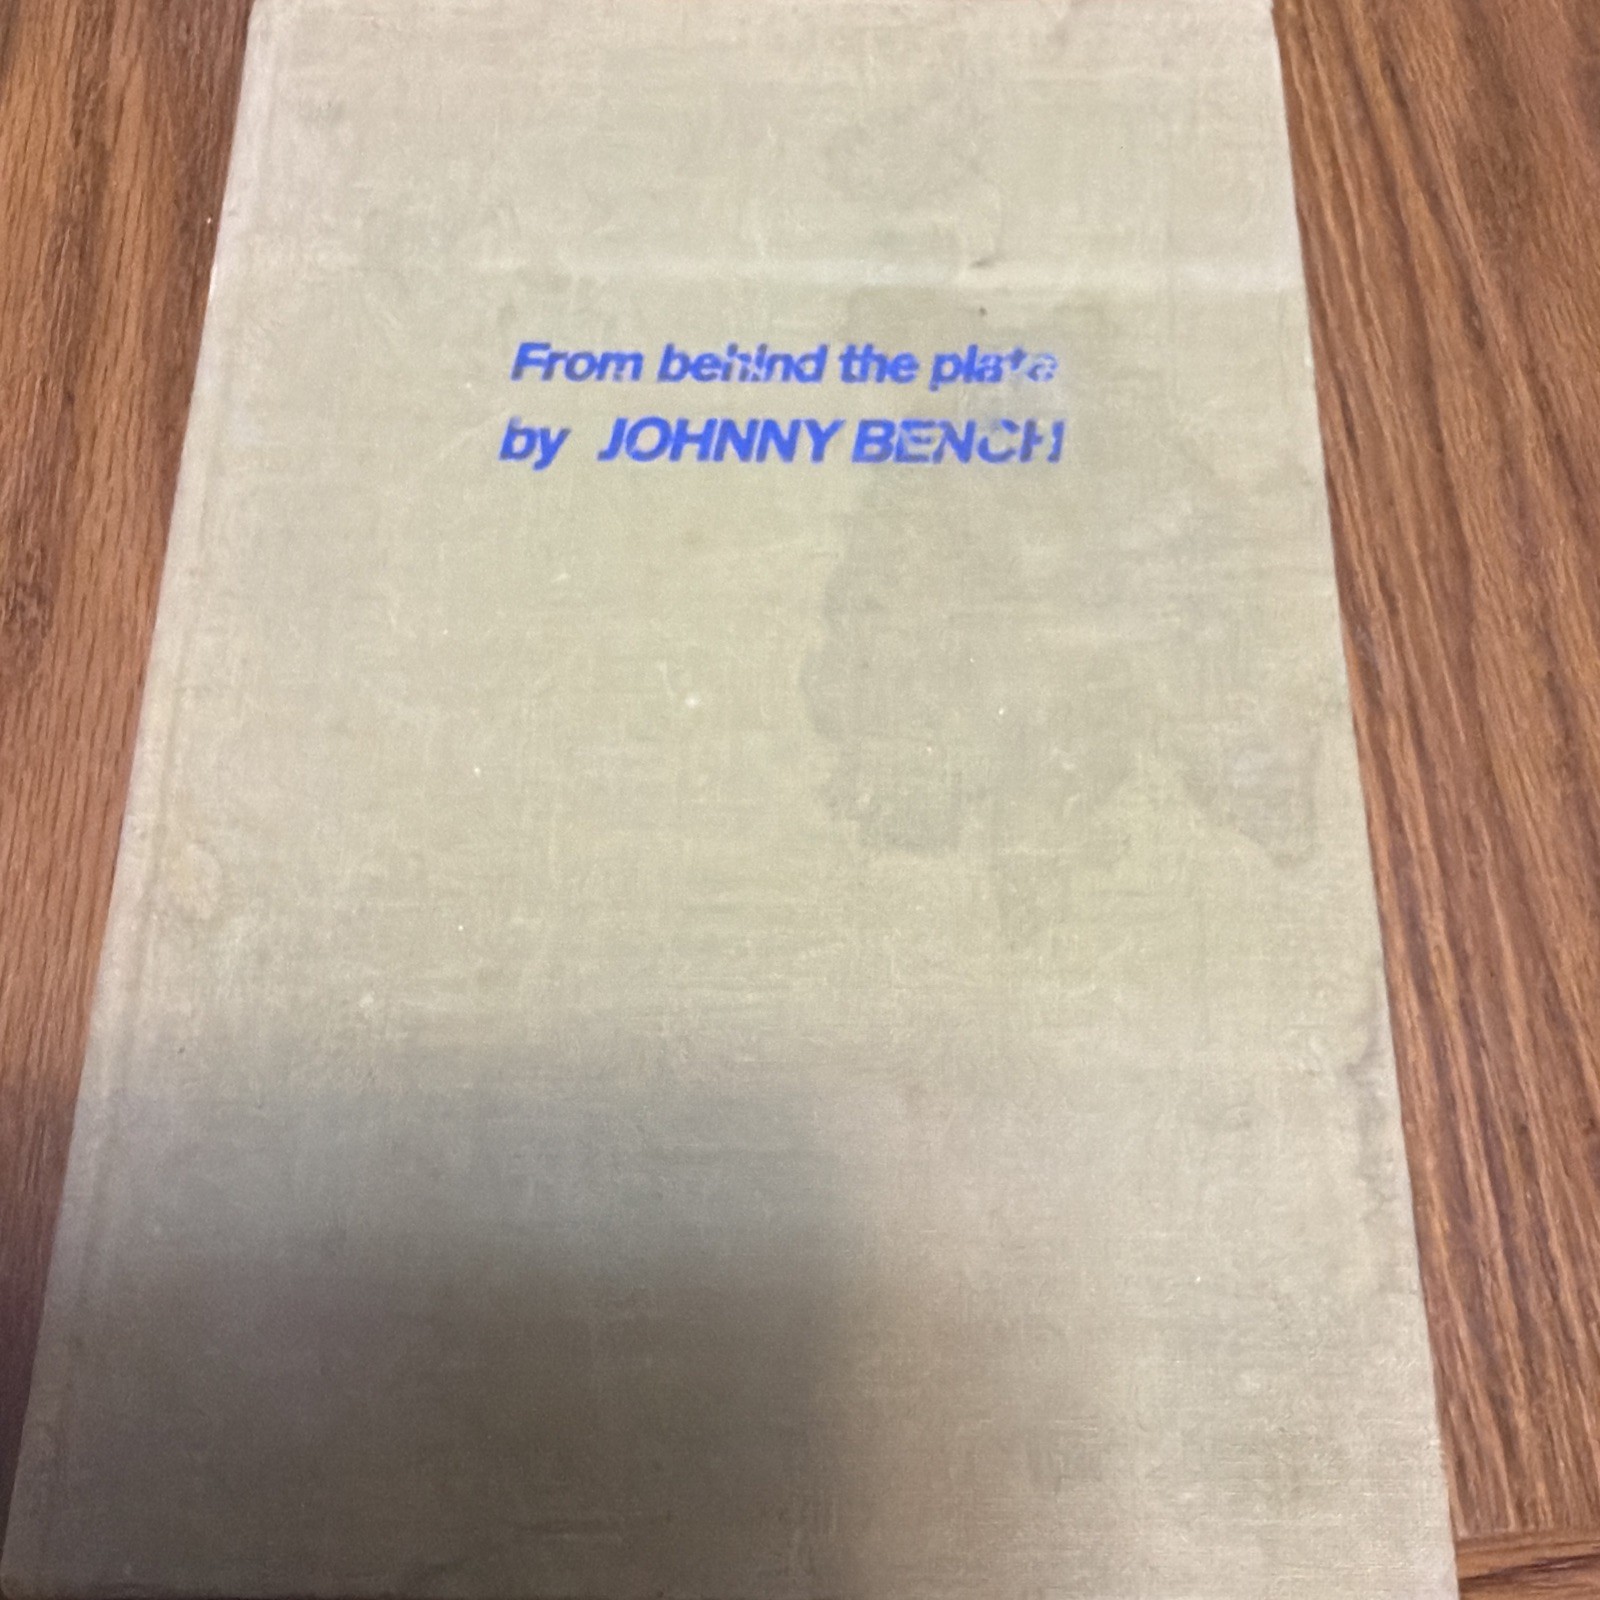 From behind the plate
by JOHNNY BENCH